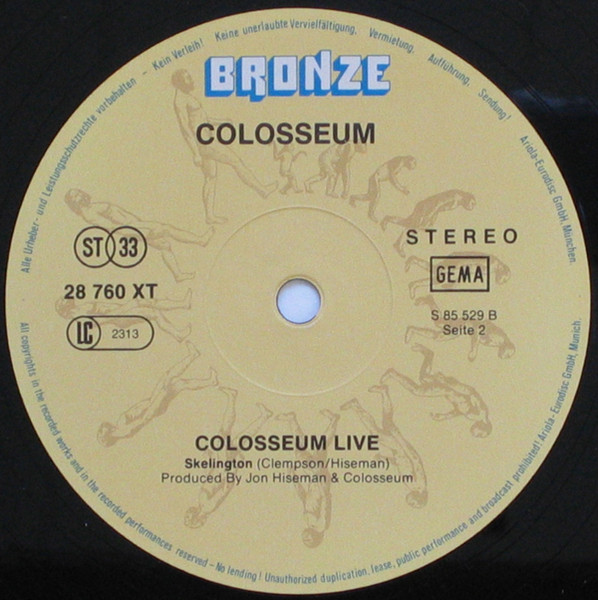 Alle Urheber- und Leistungsschutzrechte vorbehalten - Kein Verleih! Keine unerlaubte Vervielfältigung, Vermietung, Aufführung, Sendung! Ariola-Eurodisc GmbH, München.
BRONZE
COLOSSEUM
ST 33
28 760 XT
LC 2313
STEREO
GEMA
S 85 529 B
Seite 2
COLOSSEUM LIVE
Skelington (Clempson/Hiseman)
Produced By Jon Hiseman & Colosseum
All copyrights in the recorded works and in the recorded performances reserved - No lending! Unauthorized duplication, lease, public performance and broadcast prohibited! Ariola - Eurodisc GmbH, Munich.